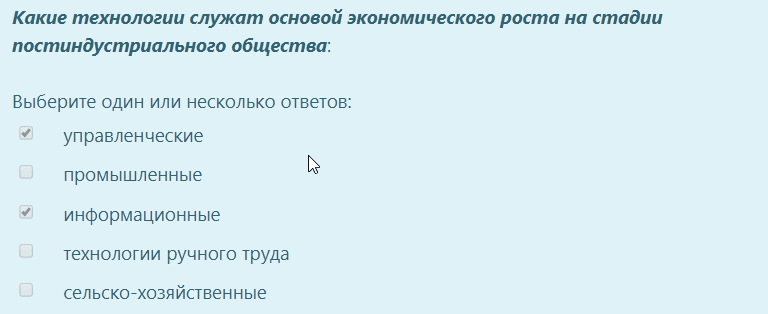 Какие технологии служат основой экономического роста на стадии
постиндустриального общества:
Выберите один или несколько ответов:
управленческие
промышленные
информационные
технологии ручного труда
сельско-хозяйственные